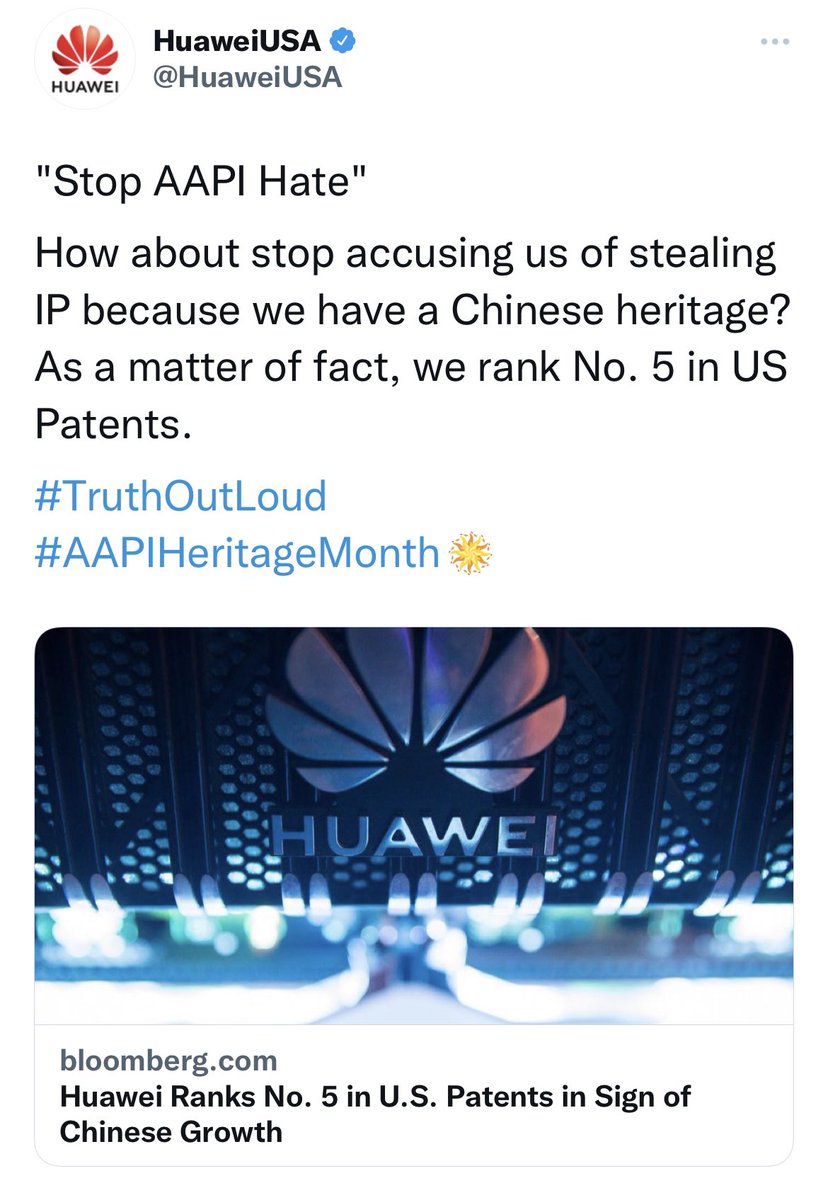 HUAWEI
HuaweiUSA
@HuaweiUSA
"Stop AAPI Hate"
How about stop accusing us of stealing
IP because we have a Chinese heritage?
As a matter of fact, we rank No. 5 in US
Patents.
#TruthOutLoud
#AAPIHeritageMonth
HUAWEI
bloomberg.com
Huawei Ranks No. 5 in U.S. Patents in Sign of
Chinese Growth